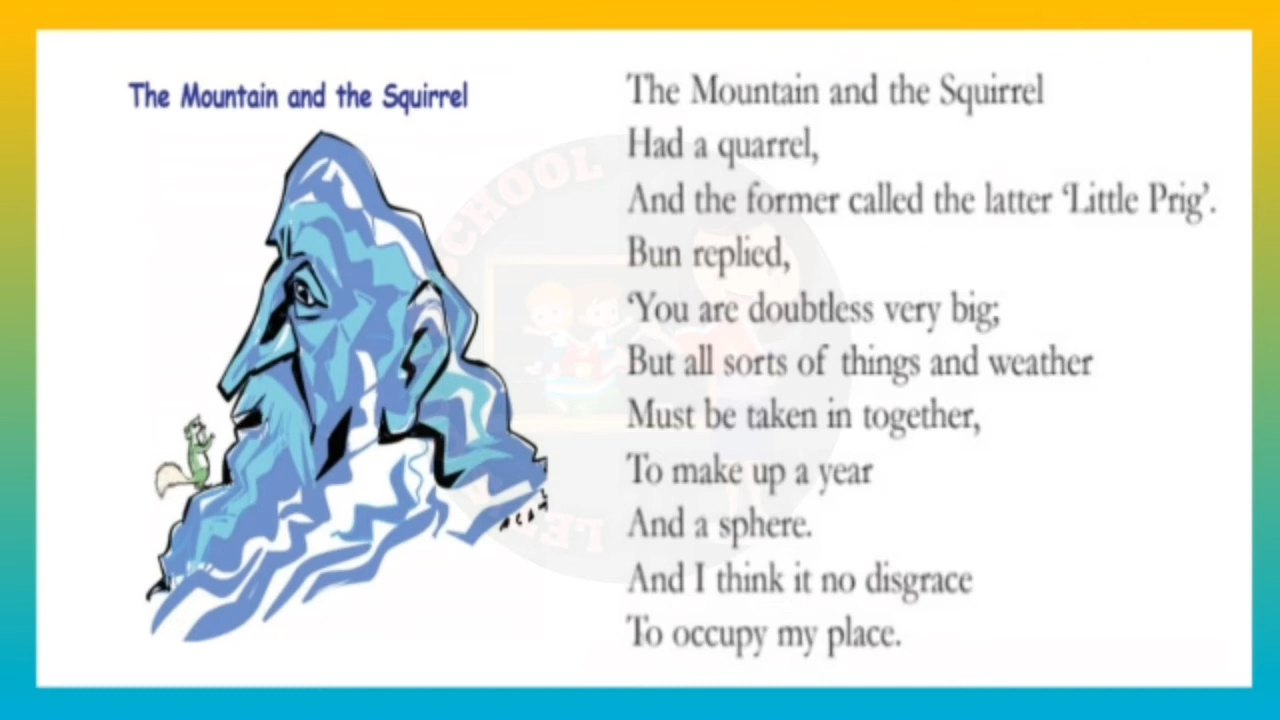 The Mountain and the Squirrel
The Mountain and the Squirrel
Had a quarrel,
And the former called the latter ‘Little Prig’.
Bun replied,
‘You are doubtless very big;
But all sorts of things and weather
Must be taken in together,
To make up a year
And a sphere.
And I think it no disgrace
To occupy my place.
SCHOOL
LET